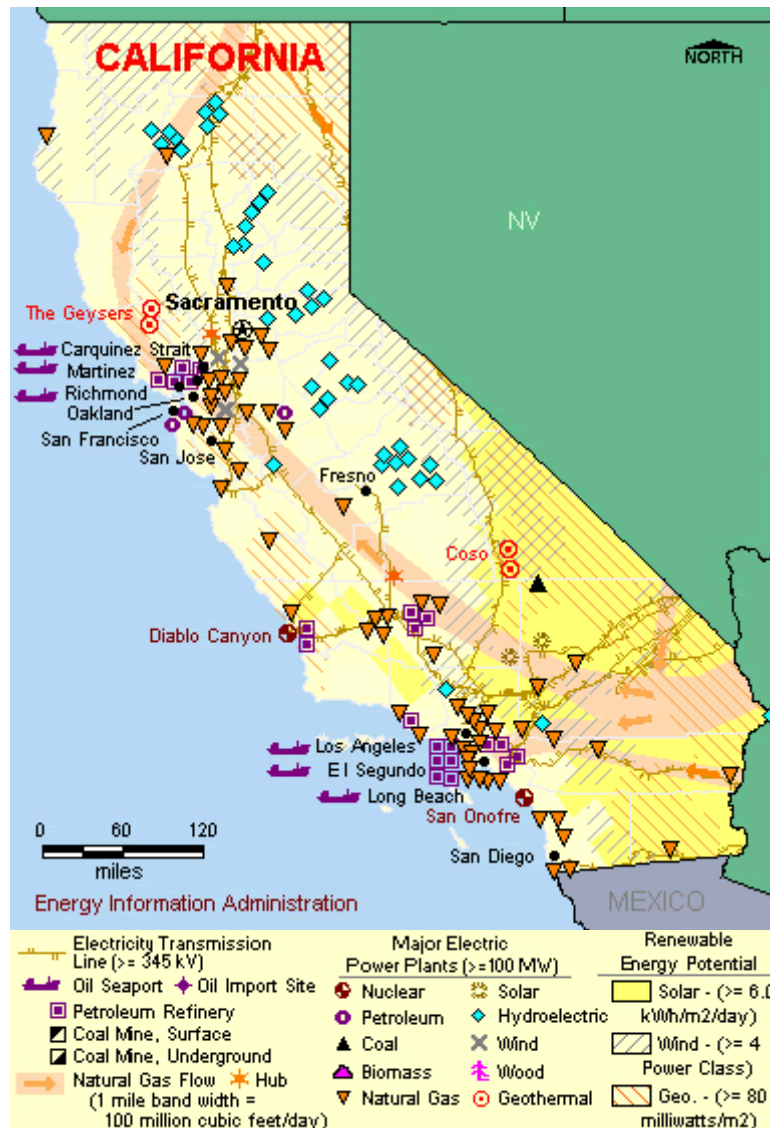 CALIFORNIA
NORTH
NV
The Geysers
Sacramento
Carquinez Strait
Martinez
Richmond
Oakland
San Francisco
San Jose
Fresno
Coso
Diablo Canyon
Los Angeles
El Segundo
Long Beach
San Onofre
San Diego
0 60 120
miles
MEXICO
Energy Information Administration
Electricity Transmission
Line (>= 345 kV)
Oil Seaport
Oil Import Site
Petroleum Refinery
Coal Mine, Surface
Coal Mine, Underground
Natural Gas Flow
Hub
(1 mile band width =
100 million cubic feet/day)
Major Electric
Power Plants (>=100 MW)
Nuclear
Solar
Petroleum
Hydroelectric
Coal
Wind
Biomass
Wood
Natural Gas
Geothermal
Renewable
Energy Potential
Solar - (>= 6.0
kWh/m2/day)
Wind - (>= 4
Power Class)
Geo. - (>= 80
milliwatts/m2)